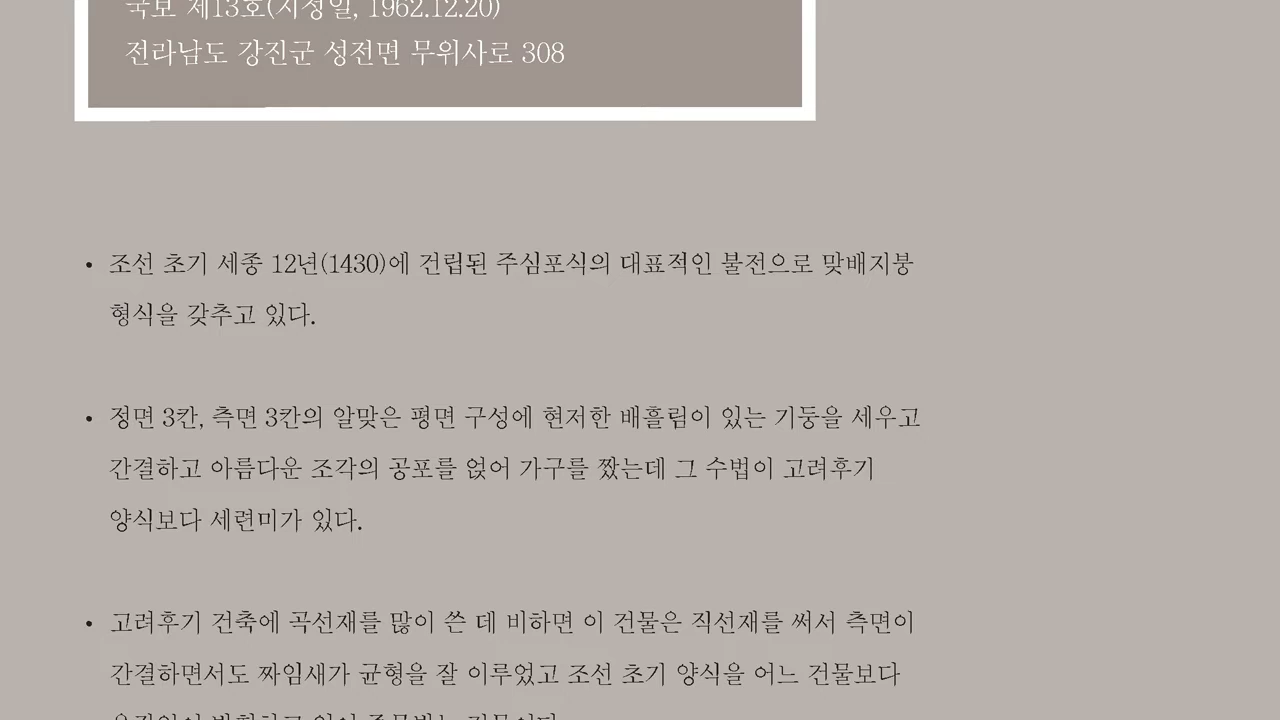 국보 제13호(지정일, 1962.12.20)
전라남도 강진군 성전면 무위사로 308
• 조선 초기 세종 12년(1430)에 건립된 주심포식의 대표적인 불전으로 맞배지붕
형식을 갖추고 있다.
• 정면 3칸, 측면 3칸의 알맞은 평면 구성에 현저한 배흘림이 있는 기둥을 세우고
간결하고 아름다운 조각의 공포를 얹어 가구를 짰는데 그 수법이 고려후기
양식보다 세련미가 있다.
• 고려후기 건축에 곡선재를 많이 쓴 데 비하면 이 건물은 직선재를 써서 측면이
간결하면서도 짜임새가 균형을 잘 이루었고 조선 초기 양식을 어느 건물보다